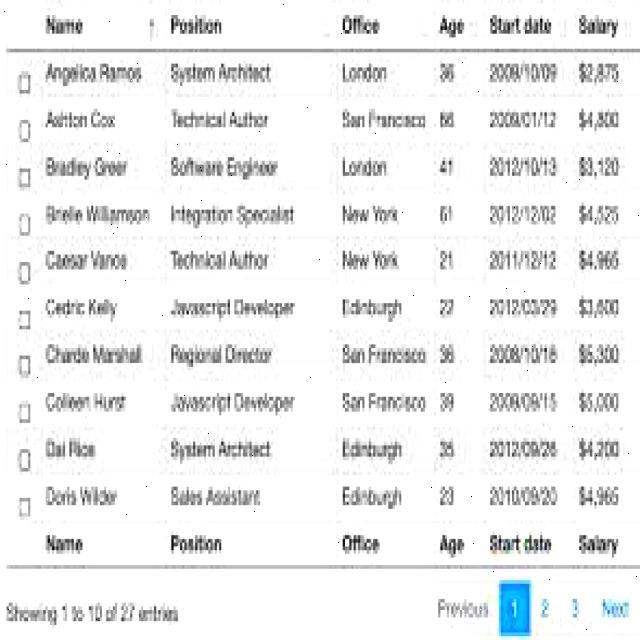 Name Position Office Age Start date Salary
Angelica Ramos System Architect London 36 2009/10/09 $2,875
Ashton Cox Technical Author San Francisco 66 2009/01/12 $4,800
Bradley Greer Software Engineer London 41 2012/10/13 $3,120
Brielle Williamson Integration Specialist New York 61 2012/12/02 $4,525
Caesar Vance Technical Author New York 21 2011/12/12 $4,965
Cedric Kelly Javascript Developer Edinburgh 22 2012/03/29 $3,600
Charde Marshall Regional Director San Francisco 36 2008/10/16 $5,300
Colleen Hurst Javascript Developer San Francisco 39 2009/09/15 $5,000
Dai Rios System Architect Edinburgh 35 2012/09/26 $4,200
Doris Wilder Sales Assistant Edinburgh 23 2010/09/20 $4,965
Name Position Office Age Start date Salary
Showing 1 to 10 of 27 entries Previous 1 2 3 Next